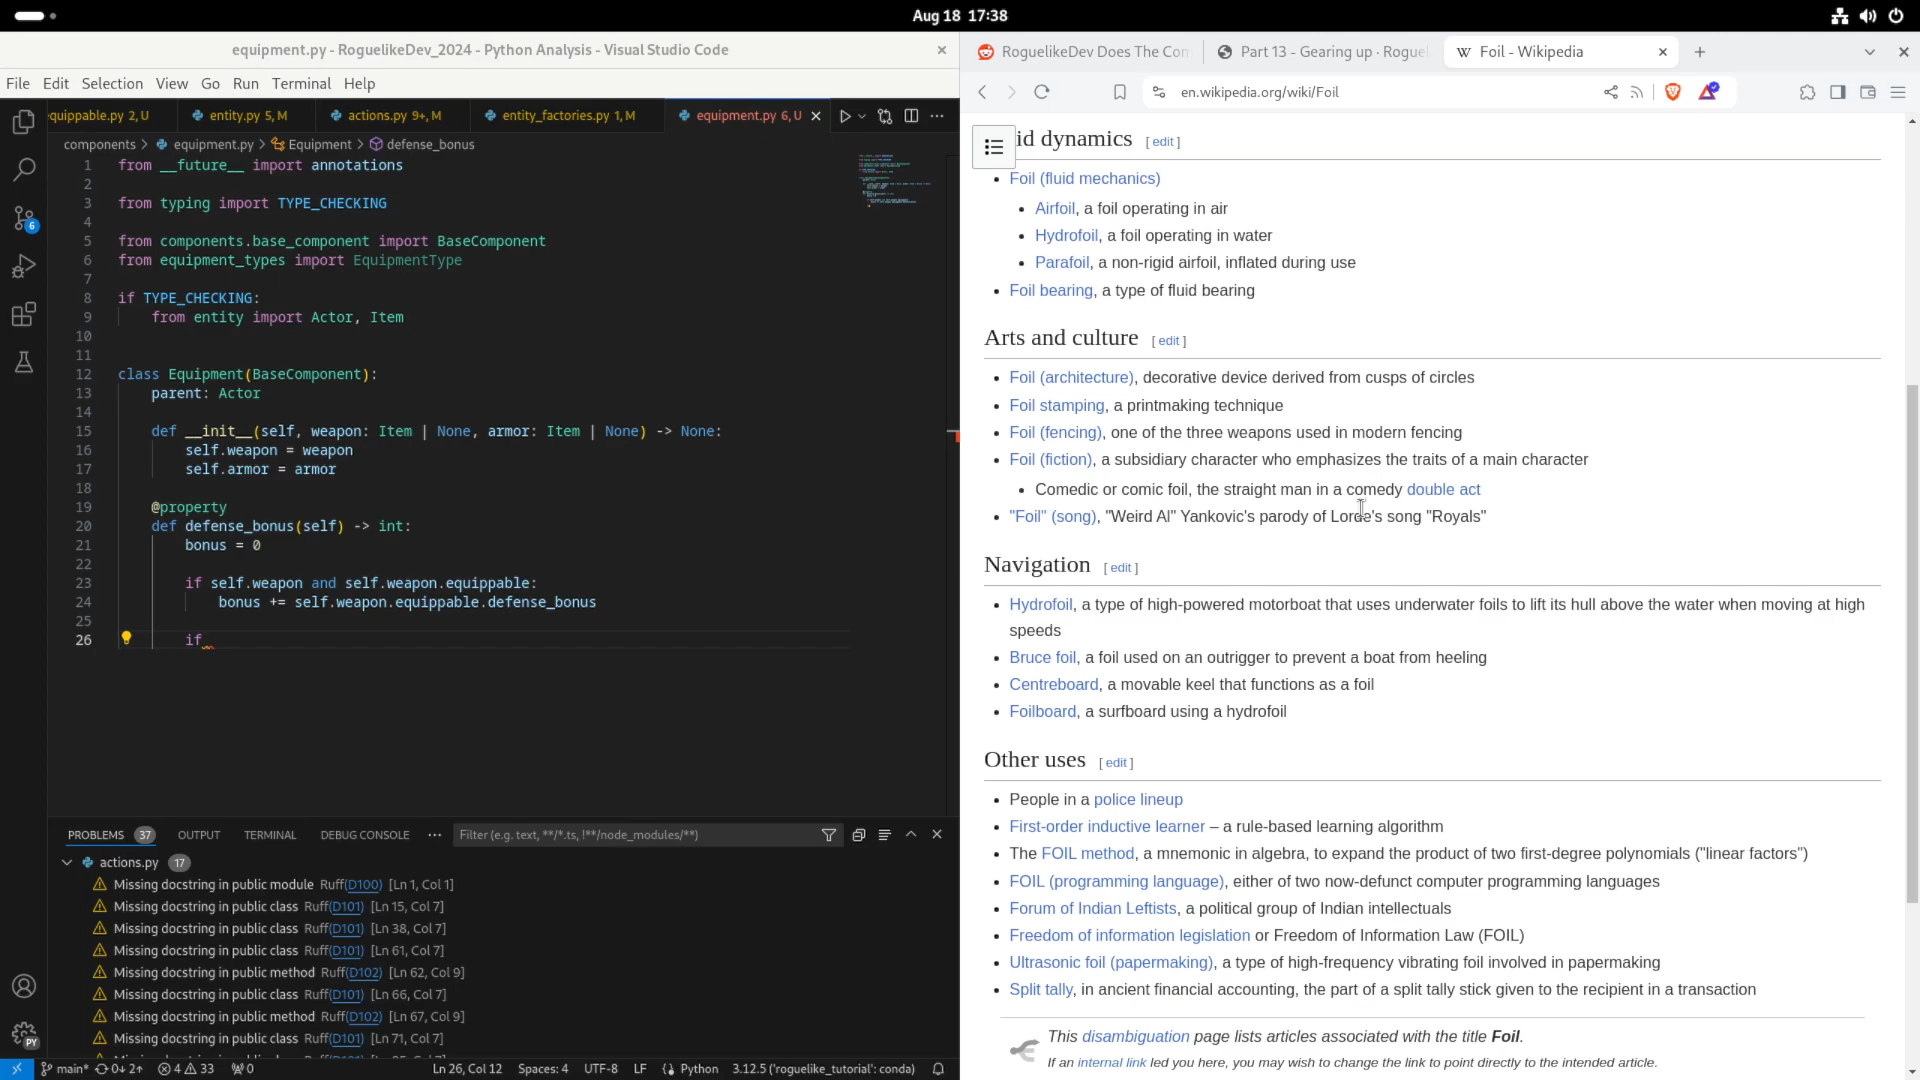 Aug 18 17:38
equipment.py - RoguelikeDev_2024 - Python Analysis - Visual Studio Code
File Edit Selection View Go Run Terminal Help
quippable.py 2, U entity.py 5, M actions.py 9+, M entity_factories.py 1, M equipment.py 6, U
components > equipment.py > Equipment > defense_bonus
1 from __future__ import annotations
2
3 from typing import TYPE_CHECKING
4
5 from components.base_component import BaseComponent
6 from equipment_types import EquipmentType
7
8 if TYPE_CHECKING:
9 from entity import Actor, Item
10
11
12 class Equipment(BaseComponent):
13 parent: Actor
14
15 def __init__(self, weapon: Item | None, armor: Item | None) -> None:
16 self.weapon = weapon
17 self.armor = armor
18
19 @property
20 def defense_bonus(self) -> int:
21 bonus = 0
22
23 if self.weapon and self.weapon.equippable:
24 bonus += self.weapon.equippable.defense_bonus
25
26 if
6
PROBLEMS 37 OUTPUT TERMINAL DEBUG CONSOLE Filter (e.g. text, **/*.ts, !**/node_modules/**)
actions.py 17
Missing docstring in public module Ruff(D100) [Ln 1, Col 1]
Missing docstring in public class Ruff(D101) [Ln 15, Col 7]
Missing docstring in public class Ruff(D101) [Ln 38, Col 7]
Missing docstring in public class Ruff(D101) [Ln 61, Col 7]
Missing docstring in public method Ruff(D102) [Ln 62, Col 9]
Missing docstring in public class Ruff(D101) [Ln 66, Col 7]
Missing docstring in public method Ruff(D102) [Ln 67, Col 9]
Missing docstring in public class Ruff(D101) [Ln 71, Col 7]
PY
main* 0↓ 2↑ 4 33 0 Ln 26, Col 12 Spaces: 4 UTF-8 LF Python 3.12.5 ('roguelike_tutorial': conda)
RoguelikeDev Does The Com Part 13 - Gearing up · Rogue Foil - Wikipedia
en.wikipedia.org/wiki/Foil
id dynamics [ edit ]
Foil (fluid mechanics)
Airfoil, a foil operating in air
Hydrofoil, a foil operating in water
Parafoil, a non-rigid airfoil, inflated during use
Foil bearing, a type of fluid bearing
Arts and culture [ edit ]
Foil (architecture), decorative device derived from cusps of circles
Foil stamping, a printmaking technique
Foil (fencing), one of the three weapons used in modern fencing
Foil (fiction), a subsidiary character who emphasizes the traits of a main character
Comedic or comic foil, the straight man in a comedy double act
"Foil" (song), "Weird Al" Yankovic's parody of Lorde's song "Royals"
Navigation [ edit ]
Hydrofoil, a type of high-powered motorboat that uses underwater foils to lift its hull above the water when moving at high
speeds
Bruce foil, a foil used on an outrigger to prevent a boat from heeling
Centreboard, a movable keel that functions as a foil
Foilboard, a surfboard using a hydrofoil
Other uses [ edit ]
People in a police lineup
First-order inductive learner – a rule-based learning algorithm
The FOIL method, a mnemonic in algebra, to expand the product of two first-degree polynomials ("linear factors")
FOIL (programming language), either of two now-defunct computer programming languages
Forum of Indian Leftists, a political group of Indian intellectuals
Freedom of information legislation or Freedom of Information Law (FOIL)
Ultrasonic foil (papermaking), a type of high-frequency vibrating foil involved in papermaking
Split tally, in ancient financial accounting, the part of a split tally stick given to the recipient in a transaction
This disambiguation page lists articles associated with the title Foil.
If an internal link led you here, you may wish to change the link to point directly to the intended article.